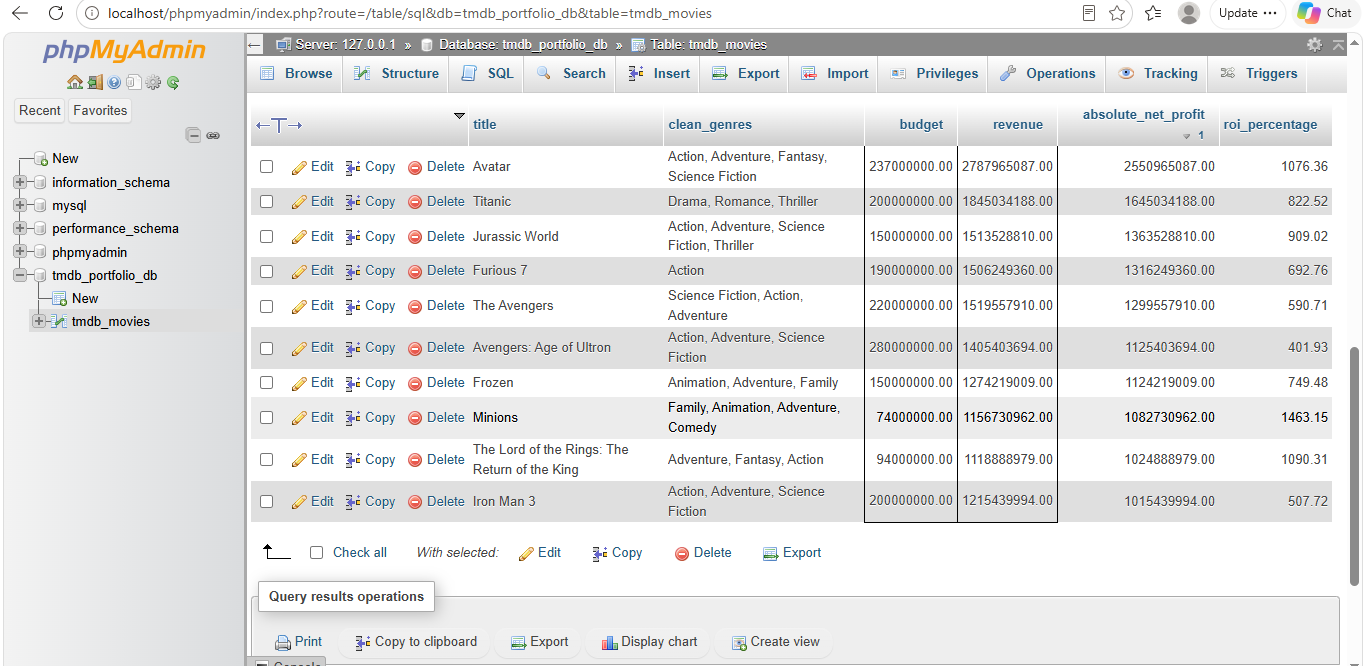 localhost/phpmyadmin/index.php?route=/table/sql&db=tmdb_portfolio_db&table=tmdb_movies
Update
Chat
phpMyAdmin
Recent Favorites
New
information_schema
mysql
performance_schema
phpmyadmin
tmdb_portfolio_db
New
tmdb_movies
Server: 127.0.0.1 » Database: tmdb_portfolio_db » Table: tmdb_movies
Browse Structure SQL Search Insert Export Import Privileges Operations Tracking Triggers
←T→ title clean_genres budget revenue absolute_net_profit 1 roi_percentage
Edit Copy Delete Avatar Action, Adventure, Fantasy, 237000000.00 2787965087.00 2550965087.00 1076.36
Science Fiction
Edit Copy Delete Titanic Drama, Romance, Thriller 200000000.00 1845034188.00 1645034188.00 822.52
Edit Copy Delete Jurassic World Action, Adventure, Science 150000000.00 1513528810.00 1363528810.00 909.02
Fiction, Thriller
Edit Copy Delete Furious 7 Action 190000000.00 1506249360.00 1316249360.00 692.76
Edit Copy Delete The Avengers Science Fiction, Action, 220000000.00 1519557910.00 1299557910.00 590.71
Adventure
Edit Copy Delete Avengers: Age of Ultron Action, Adventure, Science 280000000.00 1405403694.00 1125403694.00 401.93
Fiction
Edit Copy Delete Frozen Animation, Adventure, Family 150000000.00 1274219009.00 1124219009.00 749.48
Edit Copy Delete Minions Family, Animation, Adventure, 74000000.00 1156730962.00 1082730962.00 1463.15
Comedy
Edit Copy Delete The Lord of the Rings: The Adventure, Fantasy, Action 94000000.00 1118888979.00 1024888979.00 1090.31
Return of the King
Edit Copy Delete Iron Man 3 Action, Adventure, Science 200000000.00 1215439994.00 1015439994.00 507.72
Fiction
Check all With selected: Edit Copy Delete Export
Query results operations
Print Copy to clipboard Export Display chart Create view
Console